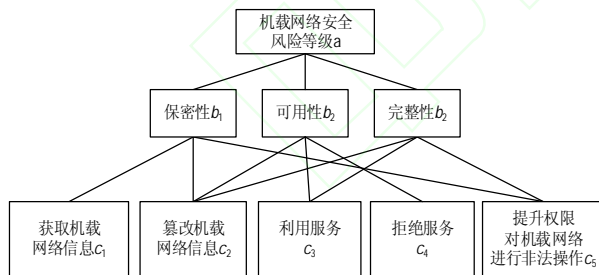 机载网络安全
风险等级a
保密性b₁
可用性b₂
完整性b₂
获取机载
网络信息c₁
篡改机载
网络信息c₂
利用服务
c₃
拒绝服务
c₄
提升权限
对机载网络
进行非法操作c₅